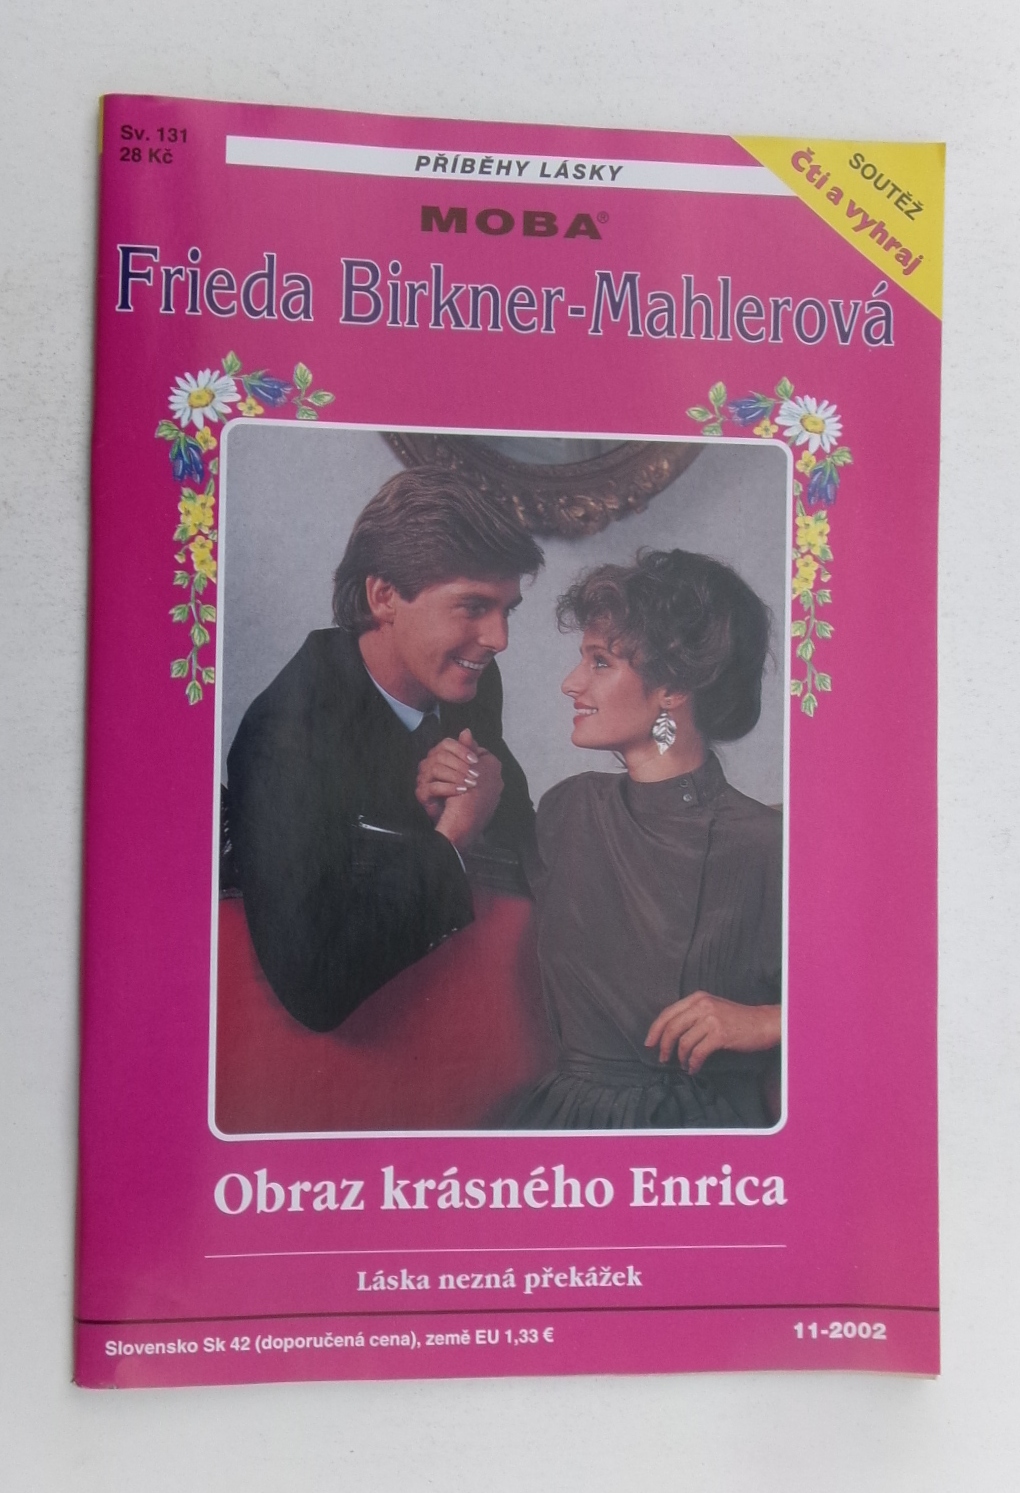 Sv. 131
28 Kč
PŘÍBĚHY LÁSKY
SOUTĚŽ
Čti a vyhraj
MOBA®
Frieda Birkner-Mahlerová
Obraz krásného Enrica
Láska nezná překážek
Slovensko Sk 42 (doporučená cena), země EU 1,33 €
11-2002